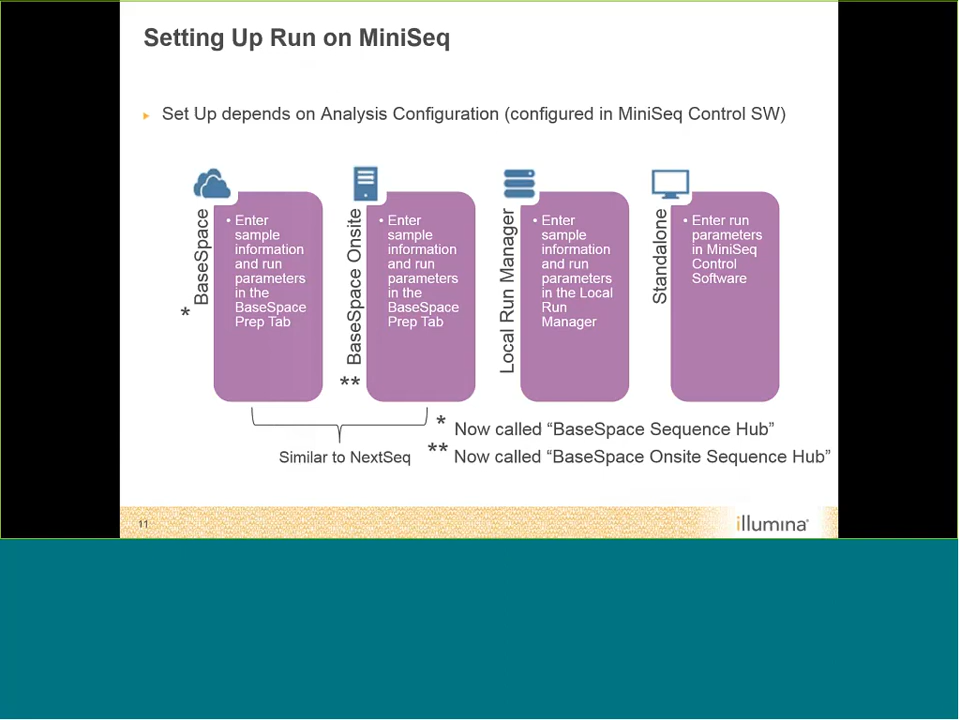 Setting Up Run on MiniSeq
Set Up depends on Analysis Configuration (configured in MiniSeq Control SW)
* BaseSpace
• Enter
sample
information
and run
parameters
in the
BaseSpace
Prep Tab
** BaseSpace Onsite
• Enter
sample
information
and run
parameters
in the
BaseSpace
Prep Tab
Local Run Manager
• Enter
sample
information
and run
parameters
in the Local
Run
Manager
Standalone
• Enter run
parameters
in MiniSeq
Control
Software
Similar to NextSeq
* Now called “BaseSpace Sequence Hub”
** Now called “BaseSpace Onsite Sequence Hub”
11
illumina®